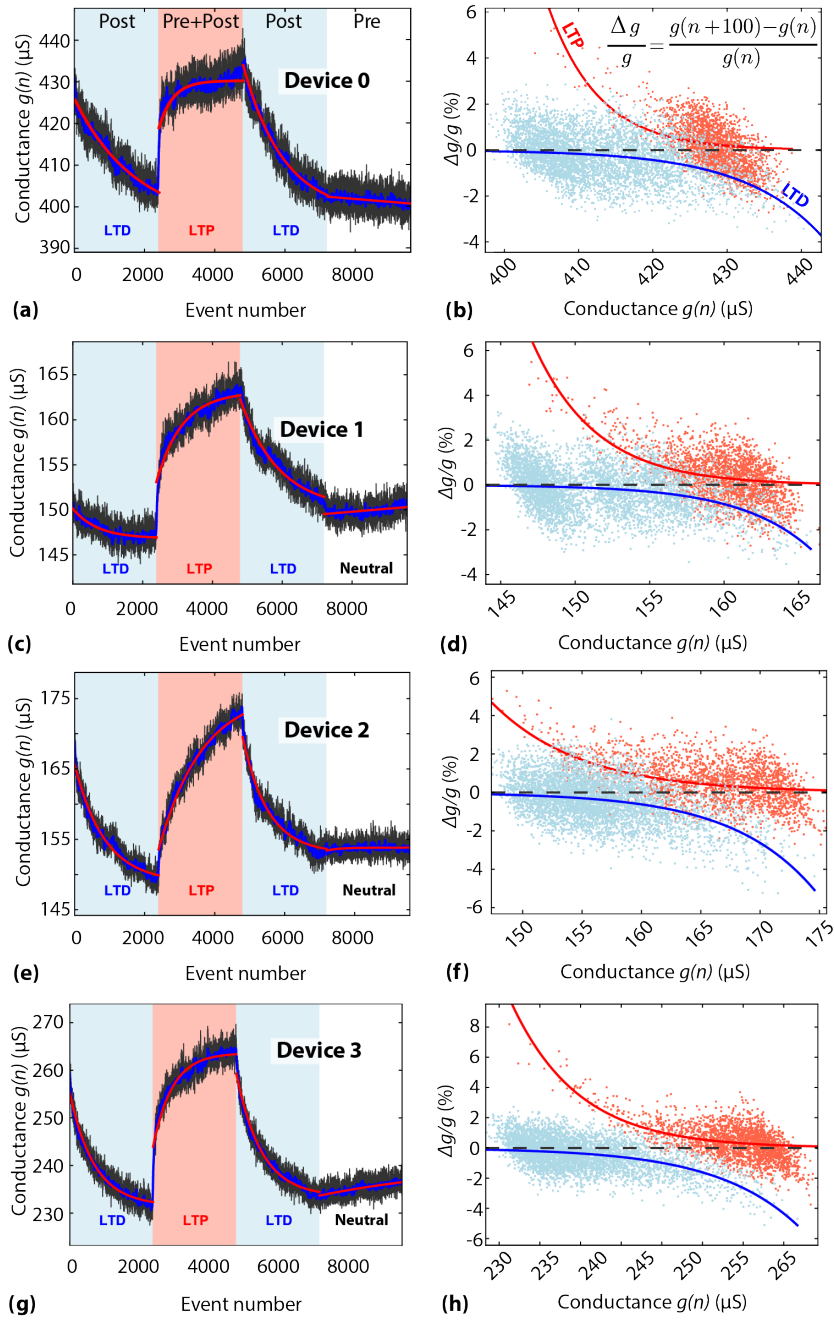 Post Pre+Post Post Pre
Device 0
Conductance g(n) (µS)
440
430
420
410
400
390
LTD LTP LTD
0 2000 4000 6000 8000
Event number
(a)
LTP
Δg/g = g(n+100)−g(n)/g(n)
LTD
Δg/g (%)
6
4
2
0
-2
-4
400 410 420 430 440
Conductance g(n) (µS)
(b)
Device 1
Conductance g(n) (µS)
165
160
155
150
145
LTD LTP LTD Neutral
0 2000 4000 6000 8000
Event number
(c)
Δg/g (%)
6
4
2
0
-2
-4
145 150 155 160 165
Conductance g(n) (µS)
(d)
Device 2
Conductance g(n) (µS)
175
165
155
145
LTD LTP LTD Neutral
0 2000 4000 6000 8000
Event number
(e)
Δg/g (%)
6
4
2
0
-2
-4
-6
150 155 160 165 170 175
Conductance g(n) (µS)
(f)
Device 3
Conductance g(n) (µS)
270
260
250
240
230
LTD LTP LTD Neutral
0 2000 4000 6000 8000
Event number
(g)
Δg/g (%)
8
6
4
2
0
-2
-4
-6
230 235 235 240 245 250 255 265
Conductance g(n) (µS)
(h)